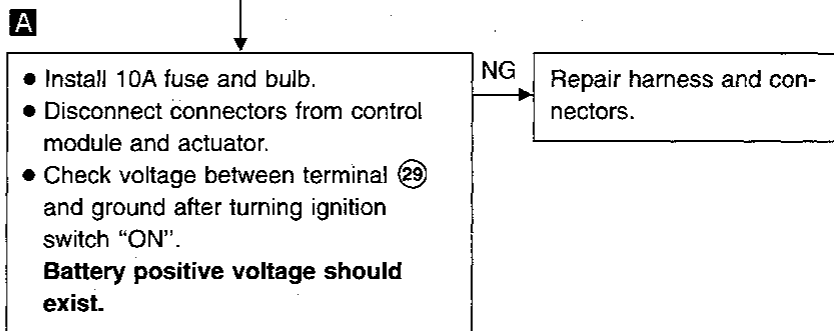 A
● Install 10A fuse and bulb.
● Disconnect connectors from control
module and actuator.
● Check voltage between terminal ㉙
and ground after turning ignition
switch “ON”.
Battery positive voltage should
exist.
NG
Repair harness and con-
nectors.